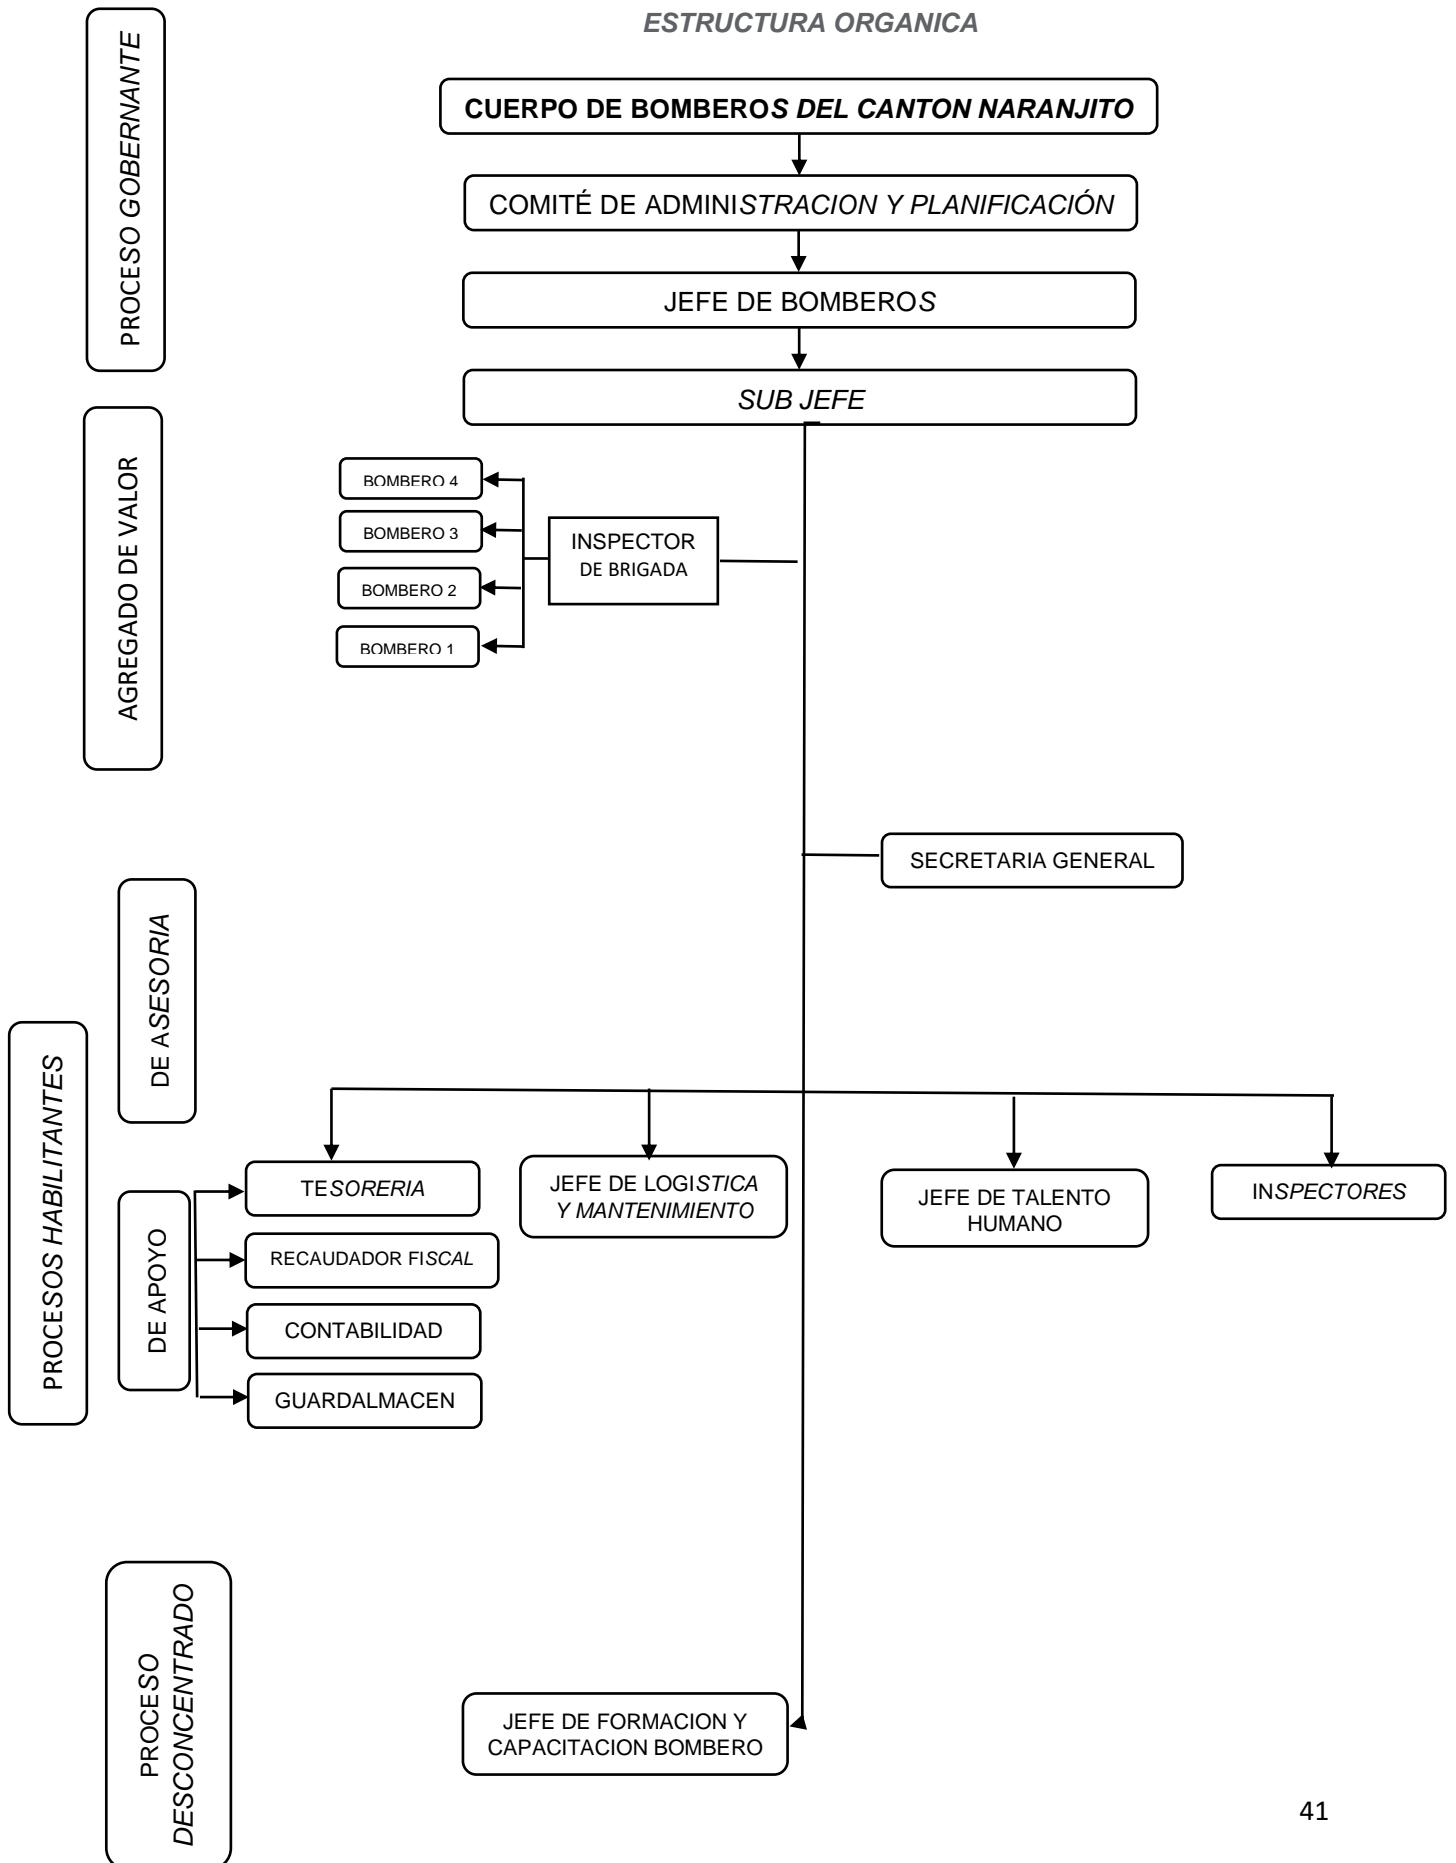 ESTRUCTURA ORGANICA
PROCESO GOBERNANTE
CUERPO DE BOMBEROS DEL CANTON NARANJITO
COMITÉ DE ADMINISTRACION Y PLANIFICACIÓN
JEFE DE BOMBEROS
SUB JEFE
AGREGADO DE VALOR
BOMBERO 4
BOMBERO 3
BOMBERO 2
BOMBERO 1
INSPECTOR
DE BRIGADA
SECRETARIA GENERAL
PROCESOS HABILITANTES
DE ASESORIA
DE APOYO
TESORERIA
RECAUDADOR FISCAL
CONTABILIDAD
GUARDALMACEN
JEFE DE LOGISTICA
Y MANTENIMIENTO
JEFE DE TALENTO
HUMANO
INSPECTORES
PROCESO
DESCONCENTRADO
JEFE DE FORMACION Y
CAPACITACION BOMBERO
41